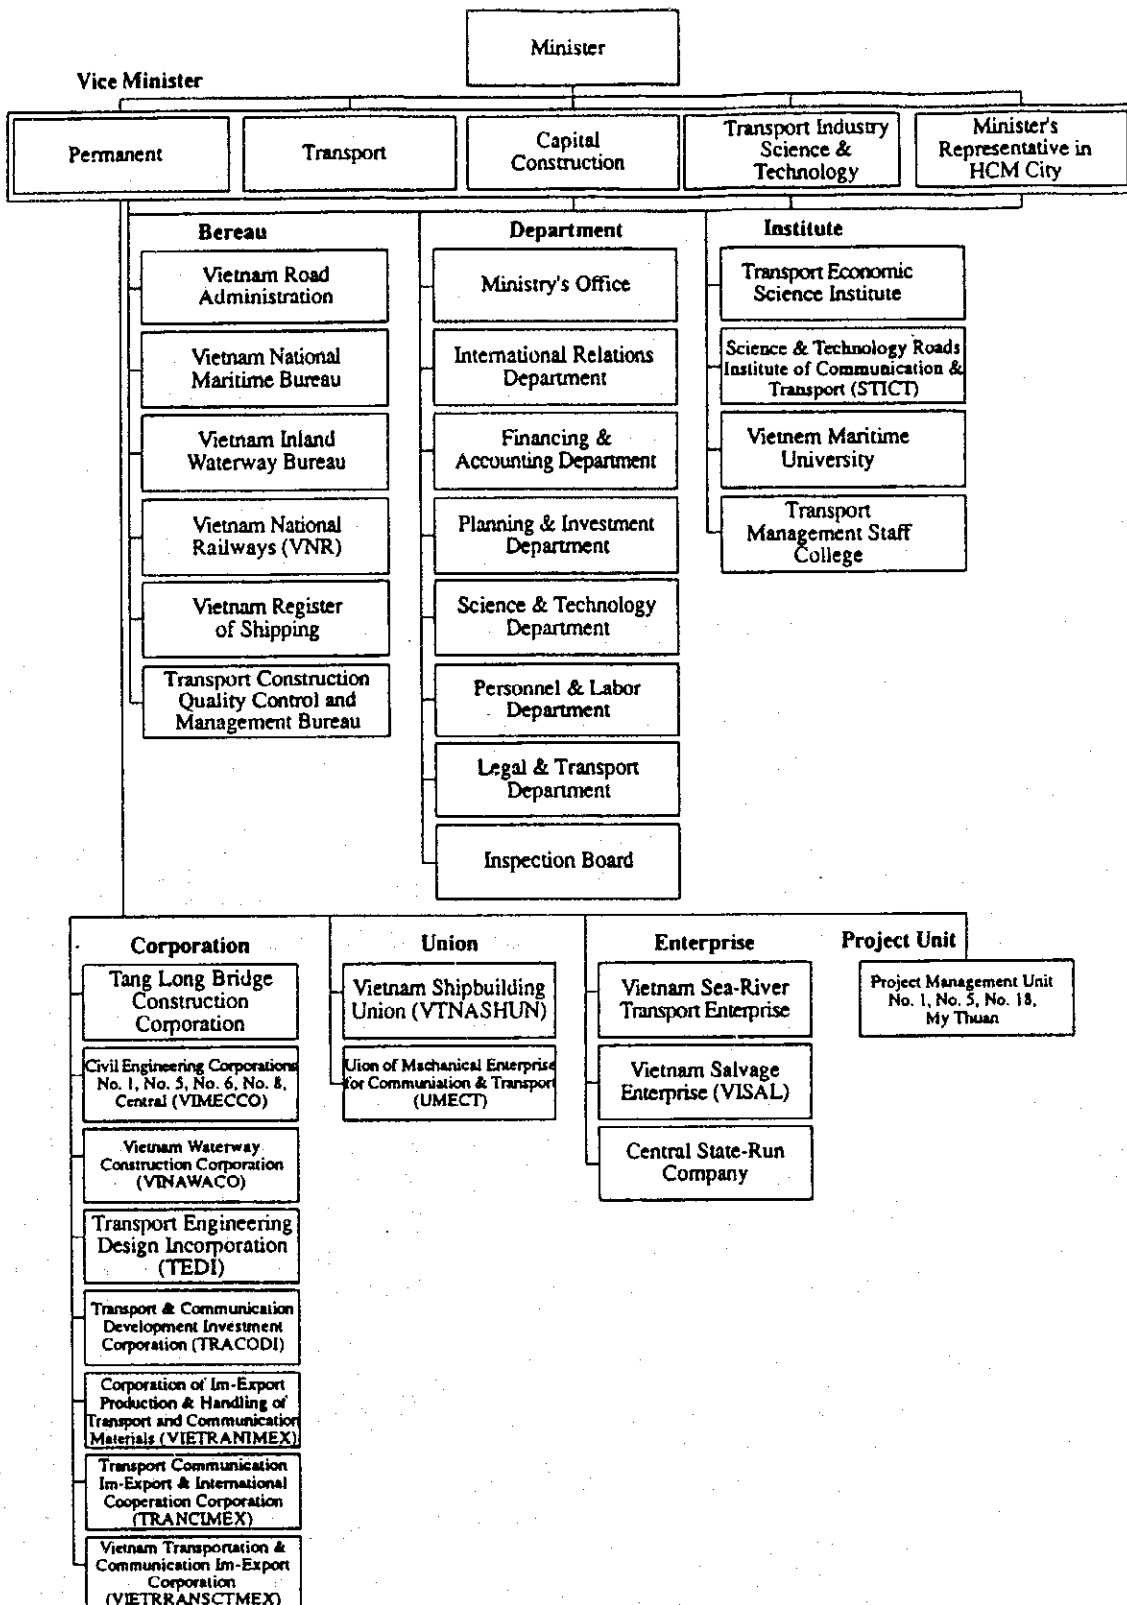 Minister
Vice Minister
Permanent
Transport
Capital
Construction
Transport Industry
Science &
Technology
Minister's
Representative in
HCM City
Bereau
Vietnam Road
Administration
Vietnam National
Maritime Bureau
Vietnam Inland
Waterway Bureau
Vietnam National
Railways (VNR)
Vietnam Register
of Shipping
Transport Construction
Quality Control and
Management Bureau
Department
Ministry's Office
International Relations
Department
Financing &
Accounting Department
Planning & Investment
Department
Science & Technology
Department
Personnel & Labor
Department
Legal & Transport
Department
Inspection Board
Institute
Transport Economic
Science Institute
Science & Technology Roads
Institute of Communication &
Transport (STICT)
Vietnem Maritime
University
Transport
Management Staff
College
Corporation
Tang Long Bridge
Construction
Corporation
Civil Engineering Corporations
No. 1, No. 5, No. 6, No. 8,
Central (VIMECCO)
Vietnam Waterway
Construction Corporation
(VINAWACO)
Transport Engineering
Design Incorporation
(TEDI)
Transport & Communication
Development Investment
Corporation (TRACODI)
Corporation of Im-Export
Production & Handling of
Transport and Communication
Materials (VIETRANIMEX)
Transport Communication
Im-Export & International
Cooperation Corporation
(TRANCIMEX)
Vietnam Transportation &
Communication Im-Export
Corporation
(VIETRRANSCTMEX)
Union
Vietnam Shipbuilding
Union (VTNASHUN)
Uion of Machanical Enterprise
for Communiation & Transport
(UMECT)
Enterprise
Vietnam Sea-River
Transport Enterprise
Vietnam Salvage
Enterprise (VISAL)
Central State-Run
Company
Project Unit
Project Management Unit
No. 1, No. 5, No. 18,
My Thuan